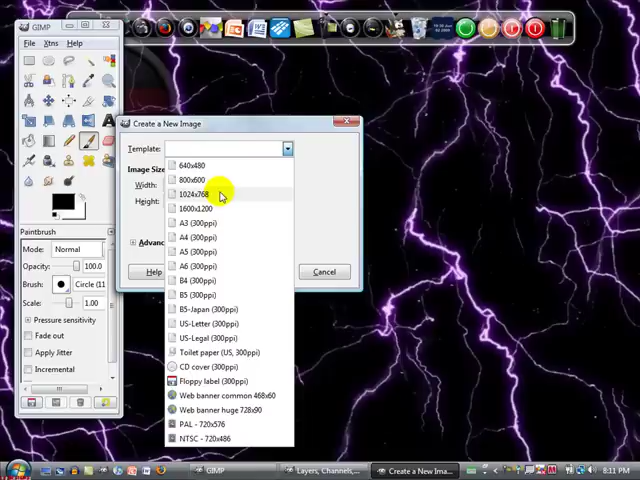 GIMP
File Xtns Help
Create a New Image
Template:
640x480
800x600
1024x768
1600x1200
A3 (300ppi)
A4 (300ppi)
A5 (300ppi)
A6 (300ppi)
B4 (300ppi)
B5 (300ppi)
B5-Japan (300ppi)
US-Letter (300ppi)
US-Legal (300ppi)
Toilet paper (US, 300ppi)
CD cover (300ppi)
Floppy label (300ppi)
Web banner common 468x60
Web banner huge 728x90
PAL - 720x576
NTSC - 720x486
Image Size
Width:
Height:
Advan
Help
Cancel
Paintbrush
Mode: Normal
Opacity: 100.0
Brush: Circle (11
Scale: 1.00
Pressure sensitivity
Fade out
Apply Jitter
Incremental
GIMP
Layers, Channels,...
Create a New Ima...
8:11 PM